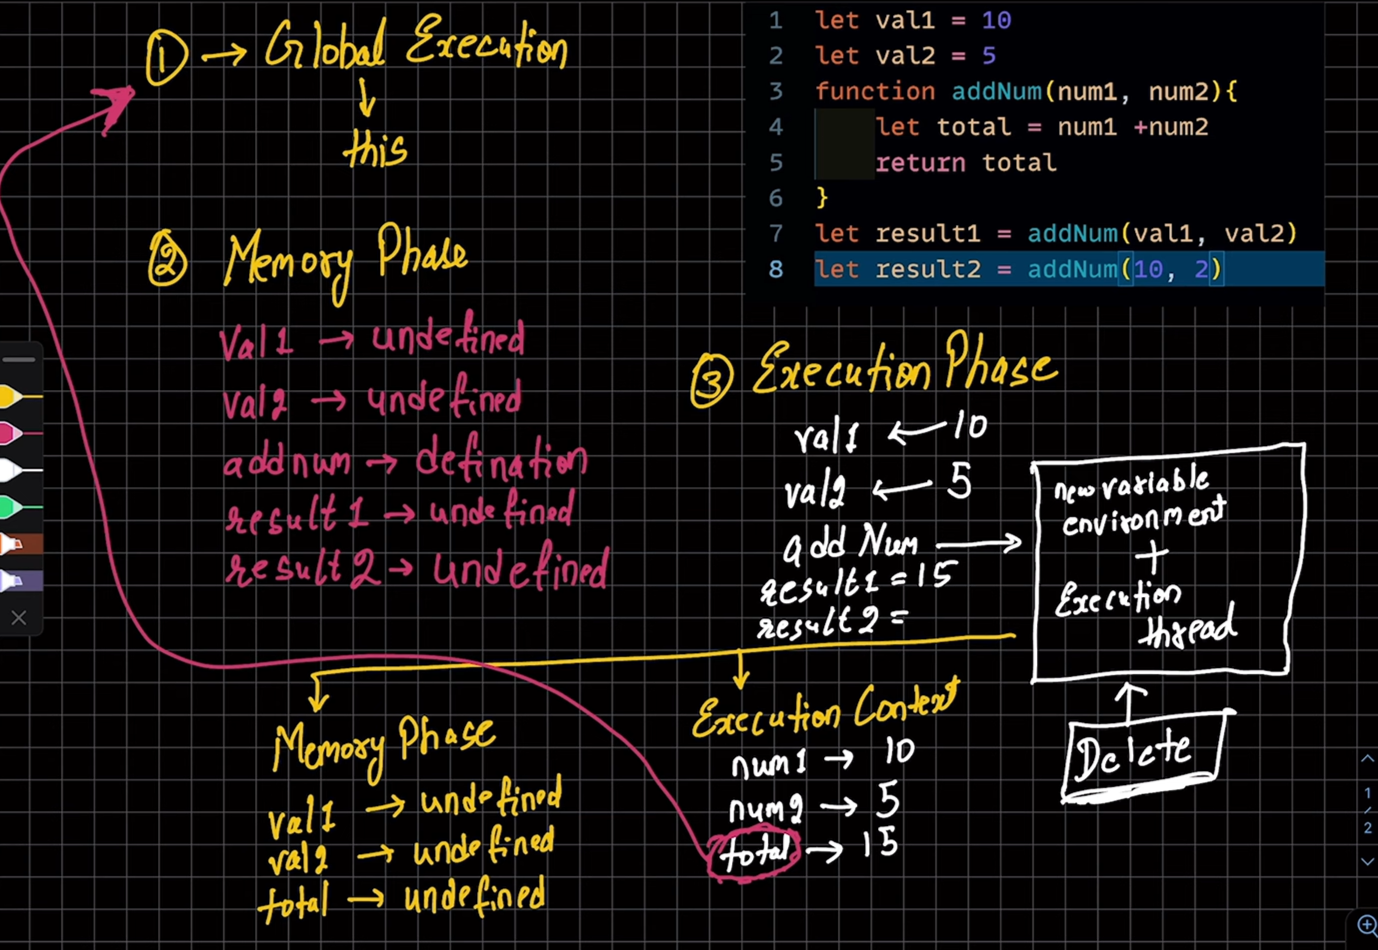 ① → Global Execution
↓
this
② Memory Phase
Val1 → undefined
val2 → undefined
addnum → defination
result1 → undefined
result2 → undefined
1 let val1 = 10
2 let val2 = 5
3 function addNum(num1, num2){
4 let total = num1 +num2
5 return total
6 }
7 let result1 = addNum(val1, val2)
8 let result2 = addNum(10, 2)
③ Execution Phase
val1 ← 10
val2 ← 5
add Num →
result1 = 15
result2 =
new variable
environment
+
Execution
thread
Delete
Memory Phase
val1 → undefined
val2 → undefined
total → undefined
Execution Context
num1 → 10
num2 → 5
total → 15
1
/
2